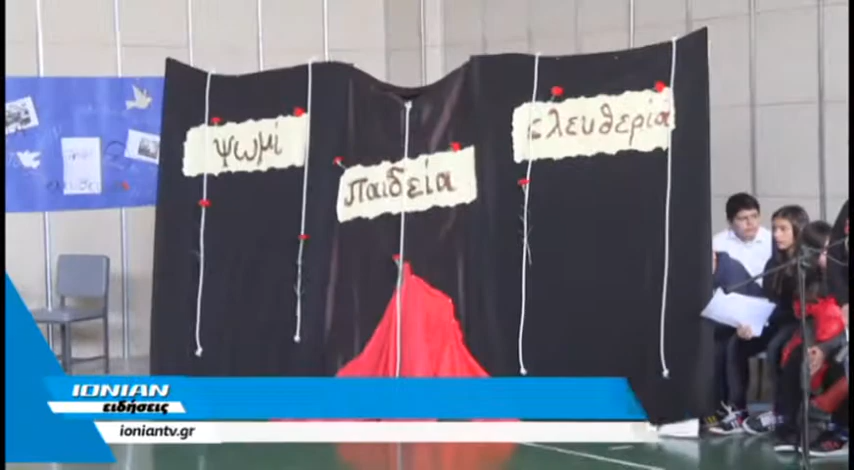 ψωμί
παιδεία
ελευθερία
IONIAN
ειδήσεις
ioniantv.gr